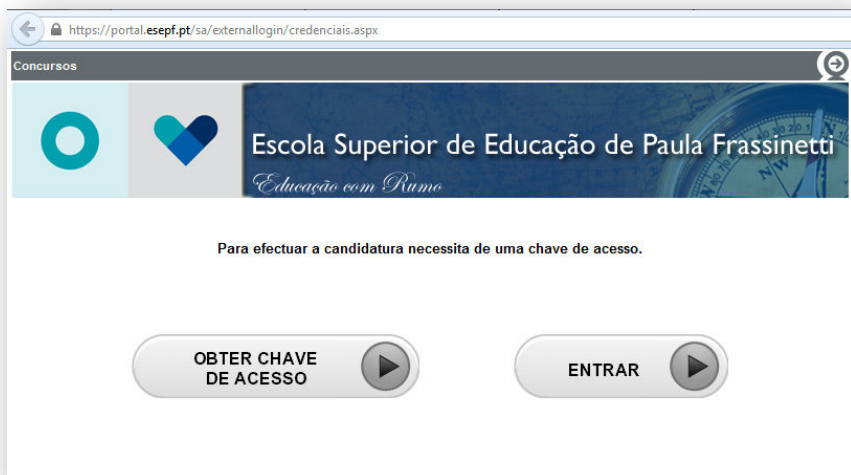 https://portal.esepf.pt/sa/externallogin/credenciais.aspx
Concursos
Escola Superior de Educação de Paula Frassinetti
Educação com Rumo
Para efectuar a candidatura necessita de uma chave de acesso.
OBTER CHAVE
DE ACESSO
ENTRAR